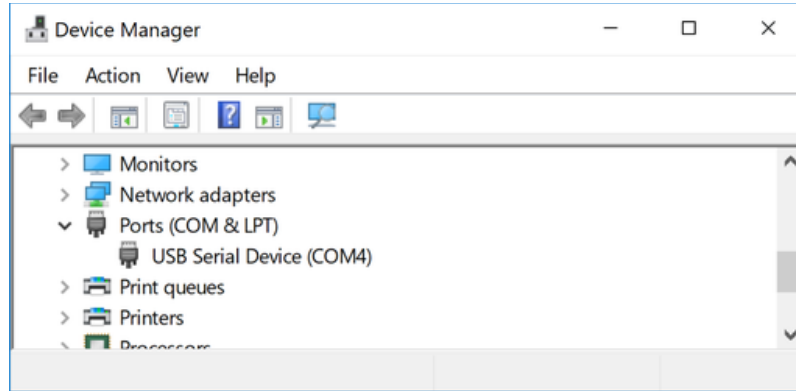 Device Manager
File Action View Help
Monitors
Network adapters
Ports (COM & LPT)
USB Serial Device (COM4)
Print queues
Printers
Processors